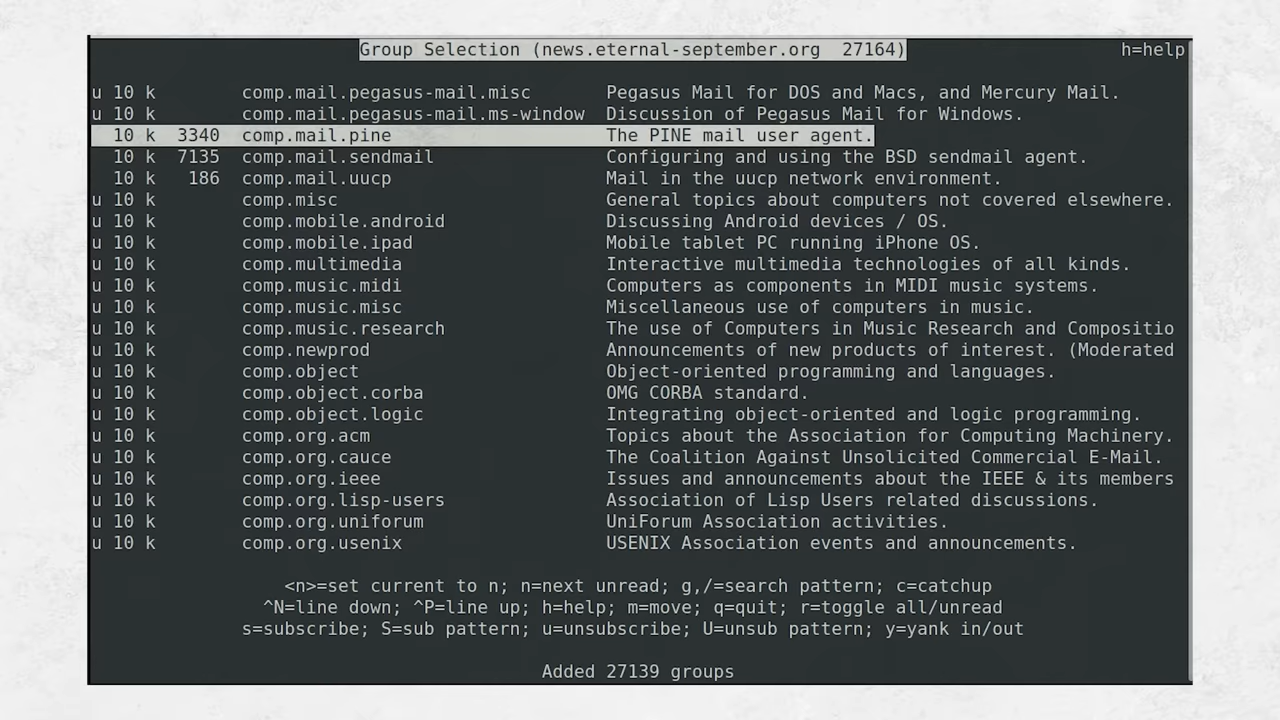 Group Selection (news.eternal-september.org  27164)    h=help
u 10 k    comp.mail.pegasus-mail.misc    Pegasus Mail for DOS and Macs, and Mercury Mail.
u 10 k    comp.mail.pegasus-mail.ms-window    Discussion of Pegasus Mail for Windows.
10 k    3340    comp.mail.pine    The PINE mail user agent.
10 k    7135    comp.mail.sendmail    Configuring and using the BSD sendmail agent.
10 k    186    comp.mail.uucp    Mail in the uucp network environment.
u 10 k    comp.misc    General topics about computers not covered elsewhere.
u 10 k    comp.mobile.android    Discussing Android devices / OS.
u 10 k    comp.mobile.ipad    Mobile tablet PC running iPhone OS.
u 10 k    comp.multimedia    Interactive multimedia technologies of all kinds.
u 10 k    comp.music.midi    Computers as components in MIDI music systems.
u 10 k    comp.music.misc    Miscellaneous use of computers in music.
u 10 k    comp.music.research    The use of Computers in Music Research and Compositio
u 10 k    comp.newprod    Announcements of new products of interest. (Moderated
u 10 k    comp.object    Object-oriented programming and languages.
u 10 k    comp.object.corba    OMG CORBA standard.
u 10 k    comp.object.logic    Integrating object-oriented and logic programming.
u 10 k    comp.org.acm    Topics about the Association for Computing Machinery.
u 10 k    comp.org.cauce    The Coalition Against Unsolicited Commercial E-Mail.
u 10 k    comp.org.ieee    Issues and announcements about the IEEE & its members
u 10 k    comp.org.lisp-users    Association of Lisp Users related discussions.
u 10 k    comp.org.uniforum    UniForum Association activities.
u 10 k    comp.org.usenix    USENIX Association events and announcements.
<n>=set current to n; n=next unread; g,/=search pattern; c=catchup
^N=line down; ^P=line up; h=help; m=move; q=quit; r=toggle all/unread
s=subscribe; S=sub pattern; u=unsubscribe; U=unsub pattern; y=yank in/out
Added 27139 groups